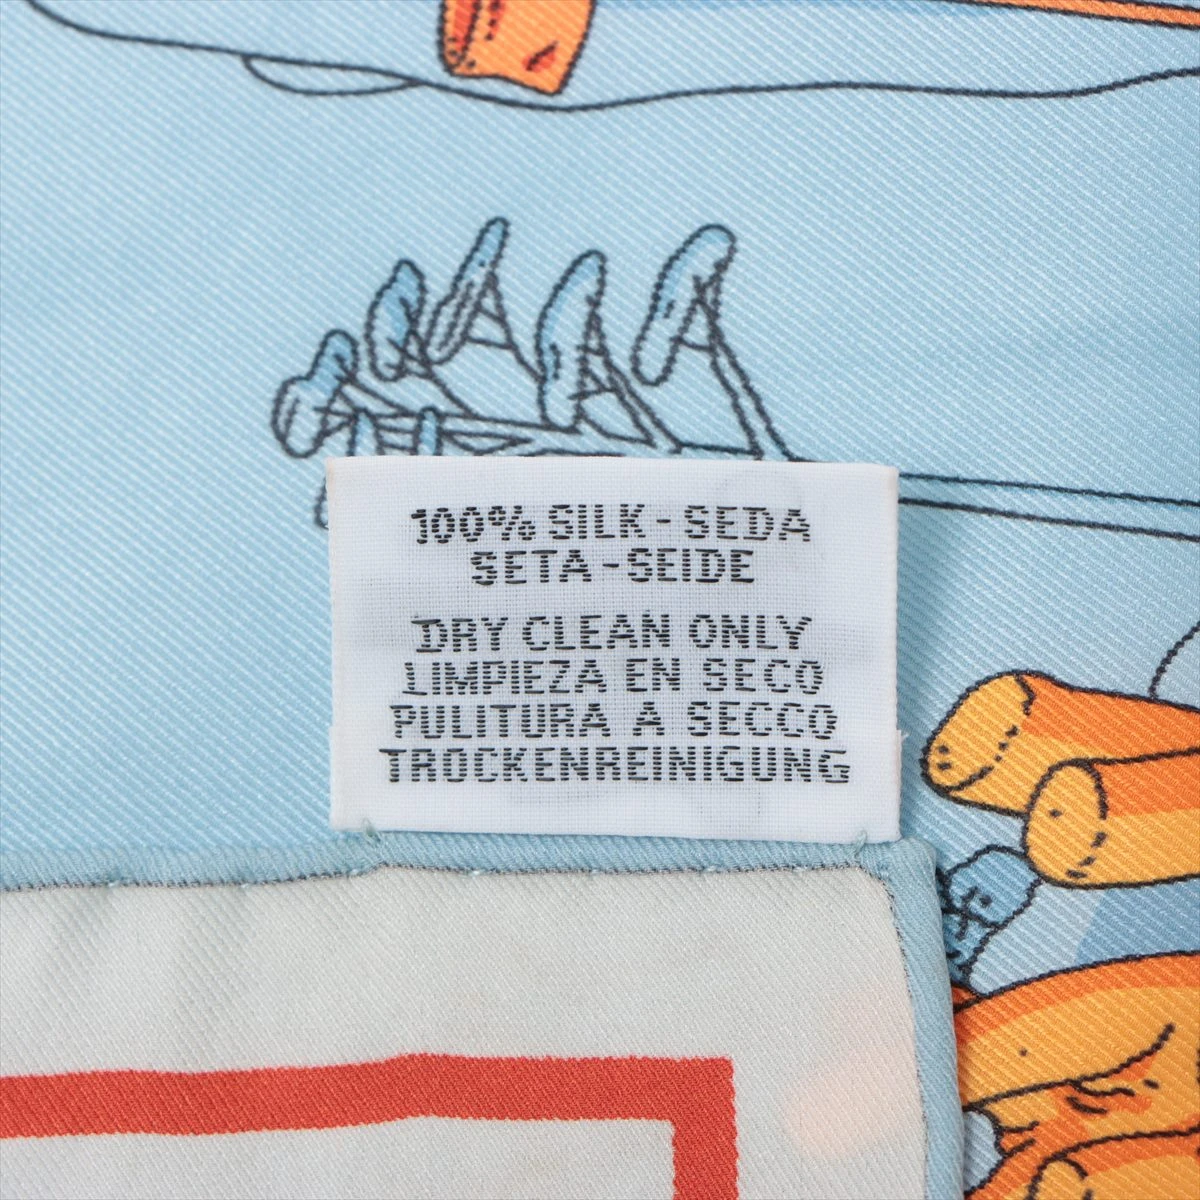 100% SILK - SEDA
SETA - SEIDE
DRY CLEAN ONLY
LIMPIEZA EN SECO
PULITURA A SECCO
TROCKENREINIGUNG